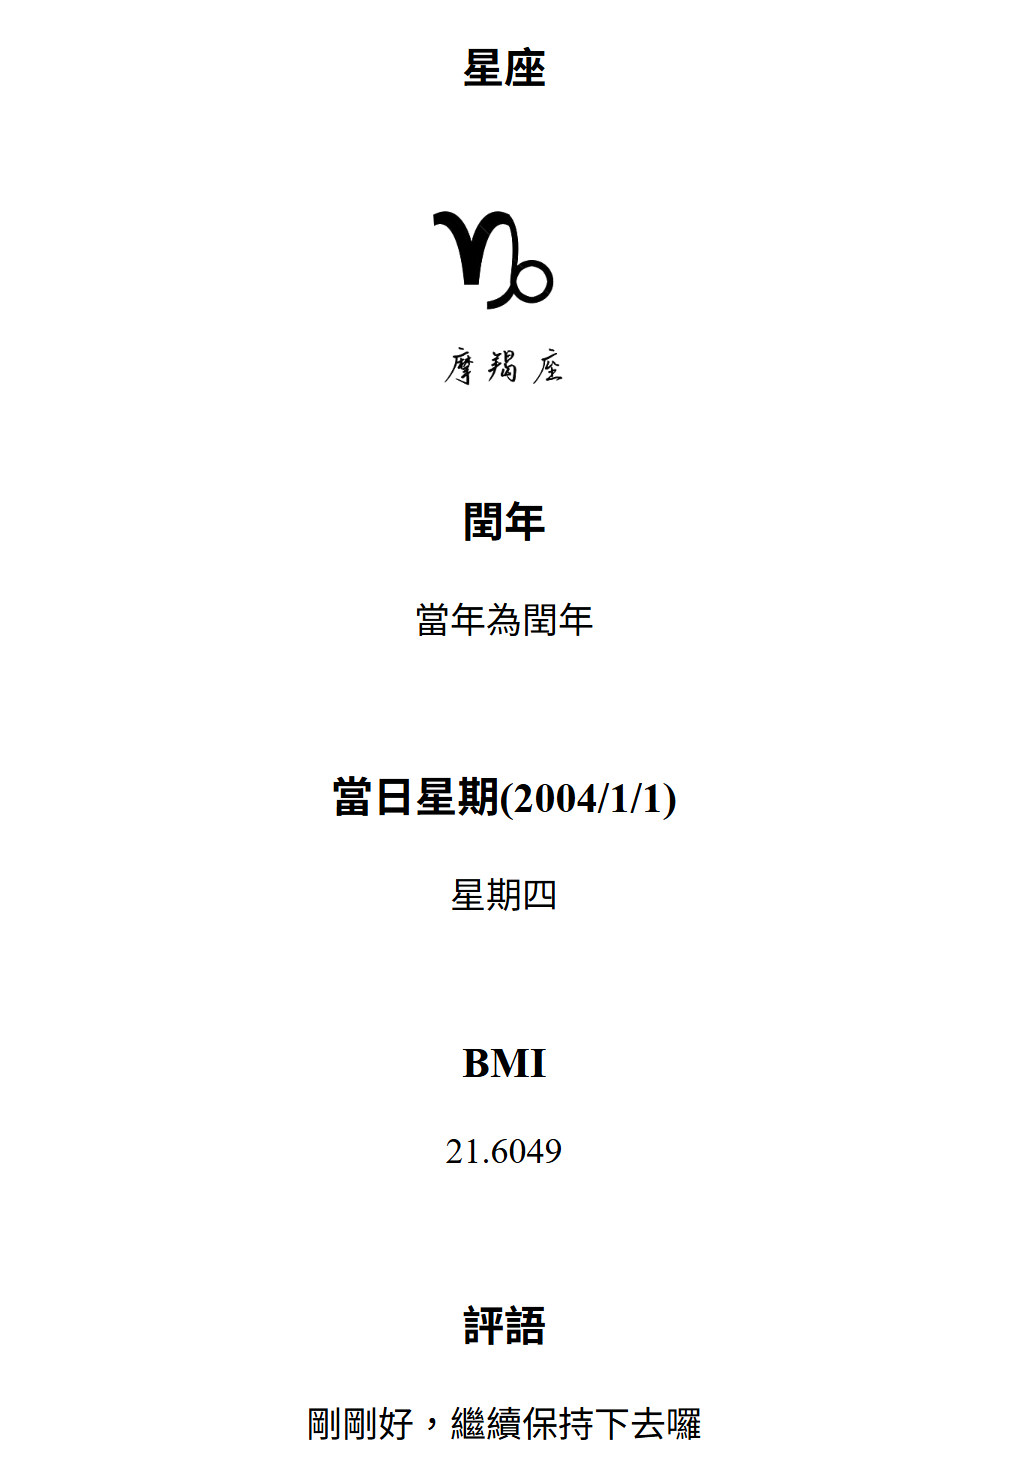 星座
摩羯座
閏年
當年為閏年
當日星期(2004/1/1)
星期四
BMI
21.6049
評語
剛剛好，繼續保持下去囉